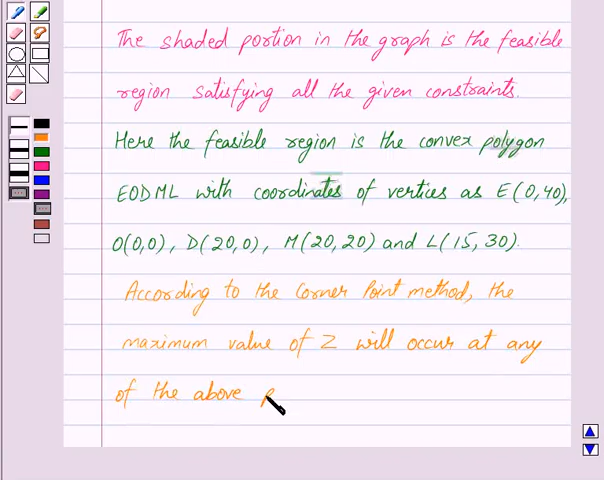 The shaded portion in the graph is the feasible
region satisfying all the given constraints.
Here the feasible region is the convex polygon
EODML with coordinates of vertices as E(0,40),
O(0,0), D(20,0), M(20,20) and L(15,30).
According to the Corner Point method, the
maximum value of Z will occur at any
of the above